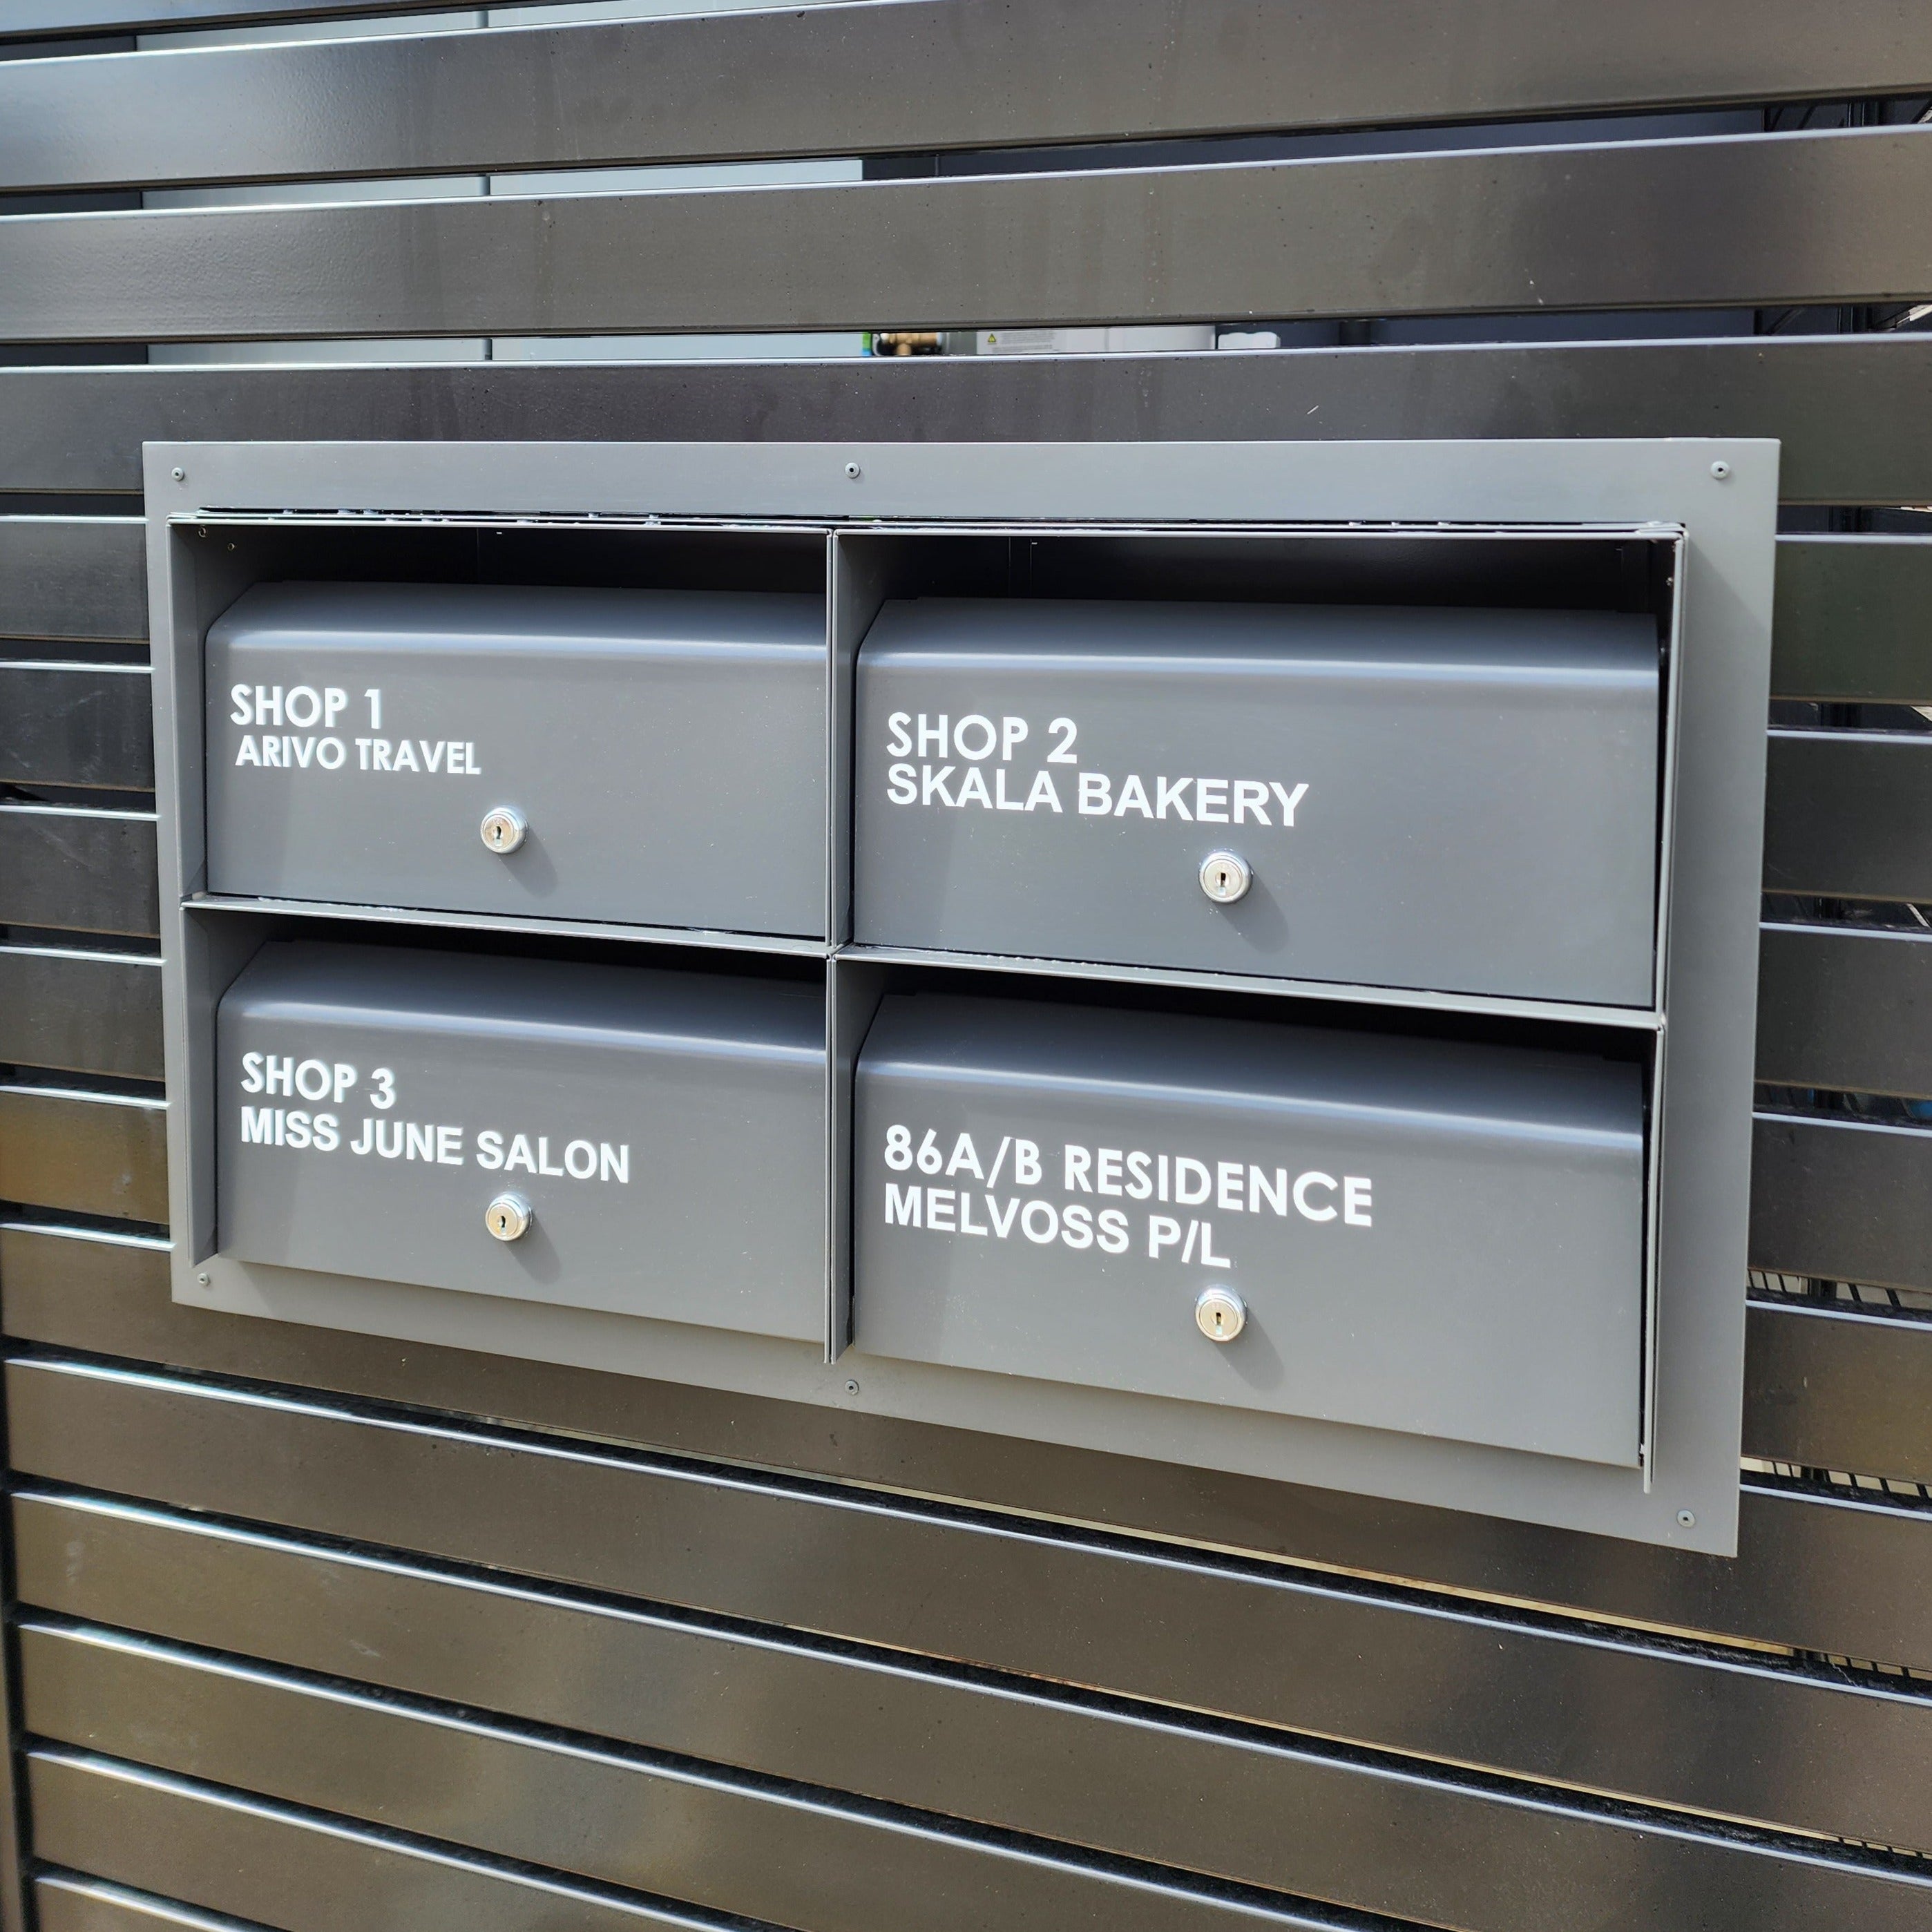 SHOP 1
ARIVO TRAVEL
SHOP 2
SKALA BAKERY
SHOP 3
MISS JUNE SALON
86A/B RESIDENCE
MELVOSS P/L